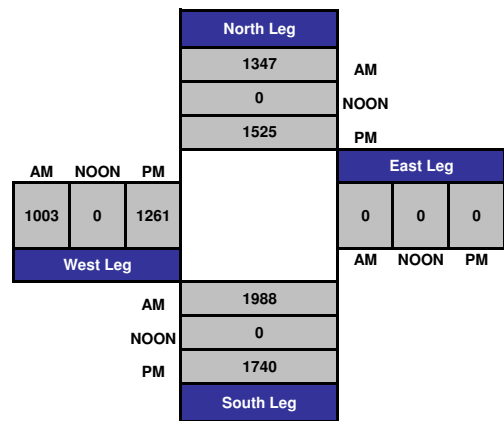 North Leg
1347 AM
0 NOON
1525 PM
AM NOON PM East Leg
1003 0 1261 0 0 0
West Leg AM NOON PM
AM 1988
NOON 0
PM 1740
South Leg